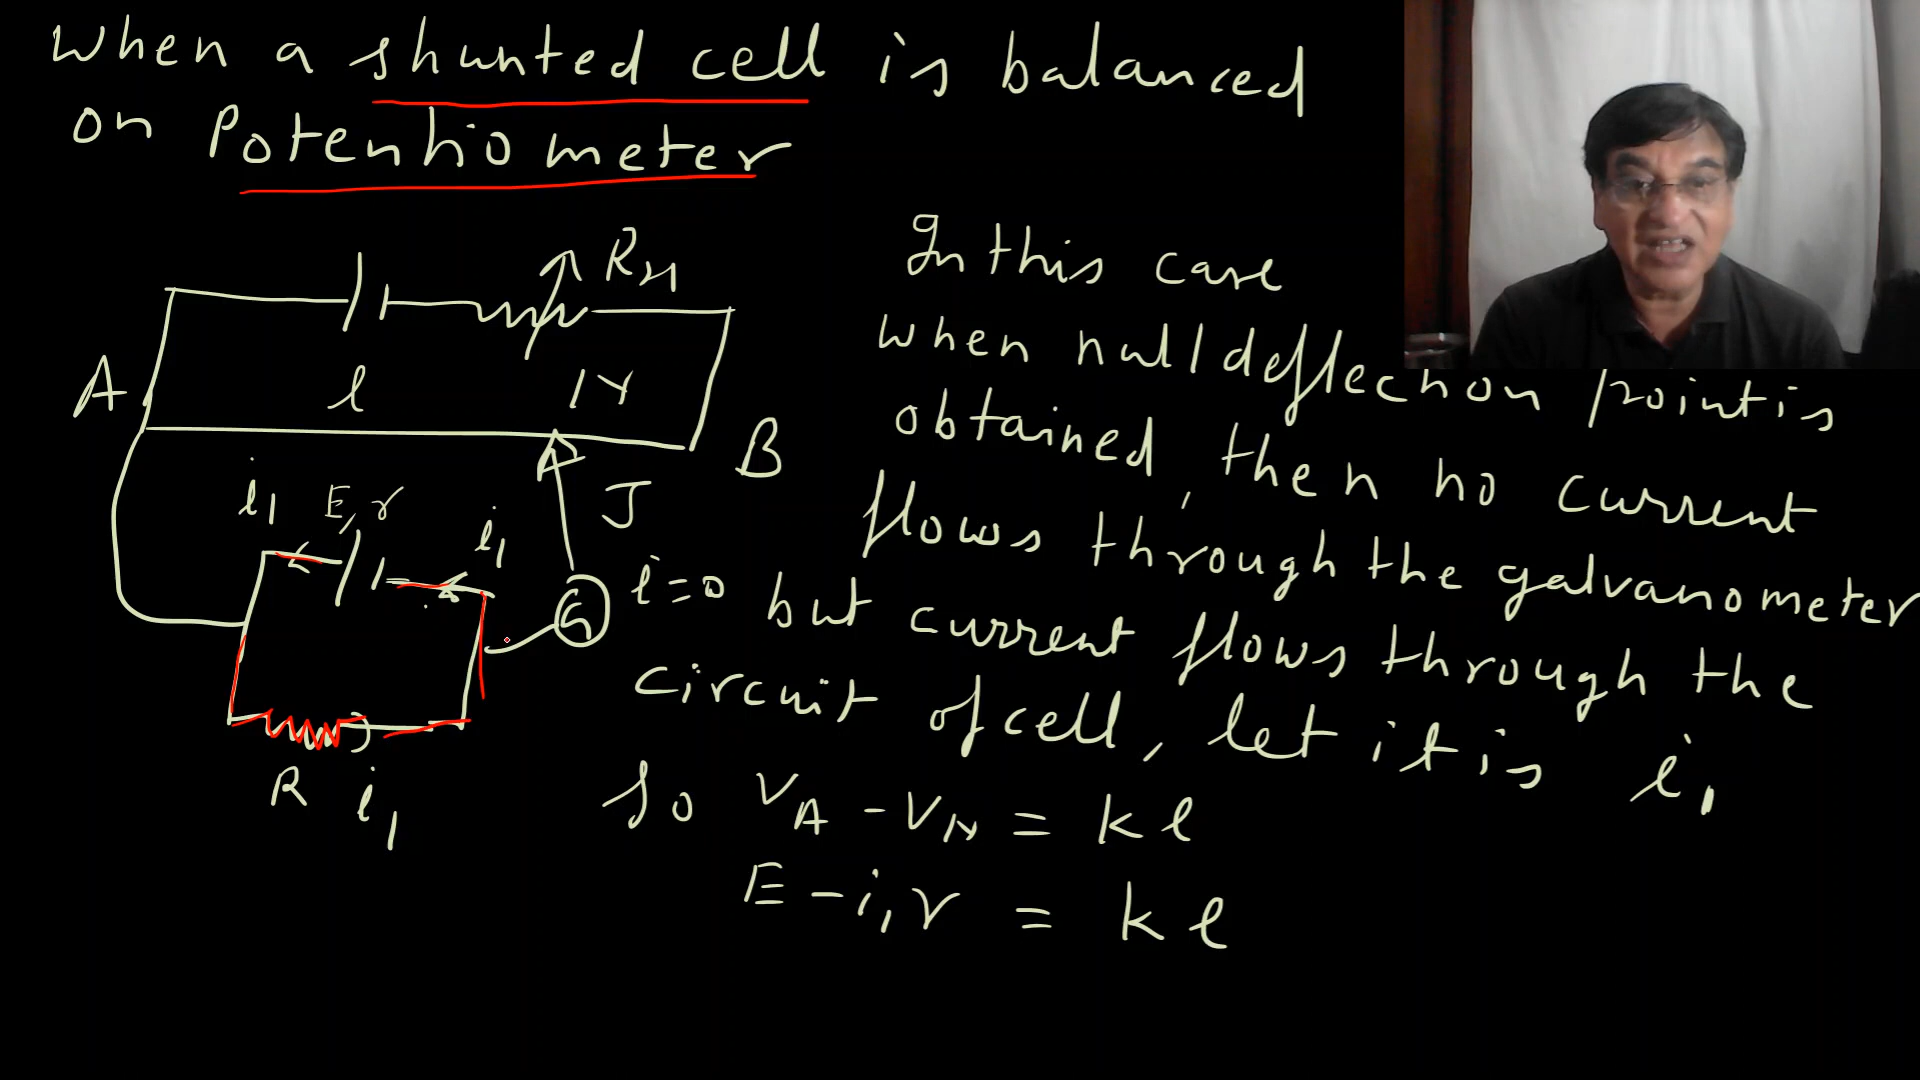 When a shunted cell is balanced
on Potentiometer
RH
A
l
N
B
J
i1
E, r
i1
G
i=0
R
i1
In this case
when null deflection point is
obtained, then no current
flows through the galvanometer
but current flows through the
circuit of cell, let it is i1
So VA - VN = kl
E - i1r = kl